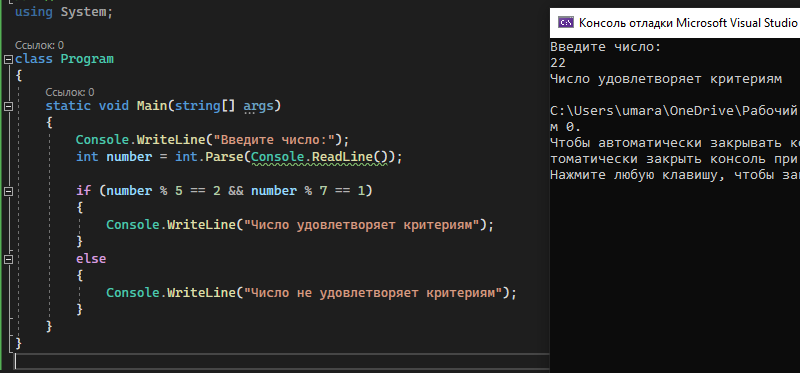 using System;
Ссылок: 0
class Program
{
Ссылок: 0
static void Main(string[] args)
{
Console.WriteLine("Введите число:");
int number = int.Parse(Console.ReadLine());
if (number % 5 == 2 && number % 7 == 1)
{
Console.WriteLine("Число удовлетворяет критериям");
}
else
{
Console.WriteLine("Число не удовлетворяет критериям");
}
}
}
Консоль отладки Microsoft Visual Studio
Введите число:
22
Число удовлетворяет критериям
C:\Users\umara\OneDrive\Рабочий
м 0.
Чтобы автоматически закрывать ко
томатически закрыть консоль при
Нажмите любую клавишу, чтобы за